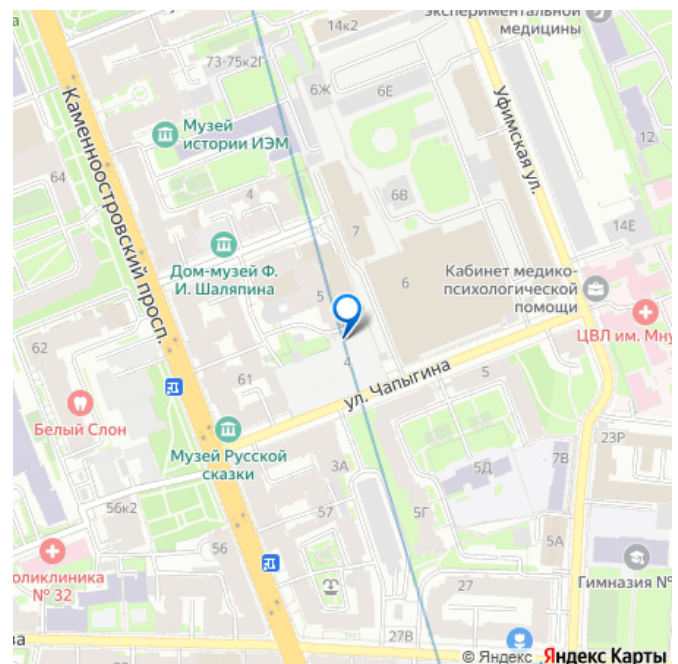 экспериментальной
медицины
14к2
73-75к2Г
6Ж
6Е
Музей
истории ИЭМ
Каменноостровский просп.
Уфимская ул.
64
12
4
6В
7
14Е
Дом-музей Ф.
И. Шаляпина
Кабинет медико-
психологической
помощи
6
5
ЦВЛ им. Мну
62
4
61
ул. Чапыгина
5
Белый Слон
Музей Русской
сказки
23Р
3А
5Д
7В
56к2
57
5Г
56
5А
оликлиника
№ 32
27
Гимназия №
27В
ва
© Яндекс Яндекс Карты